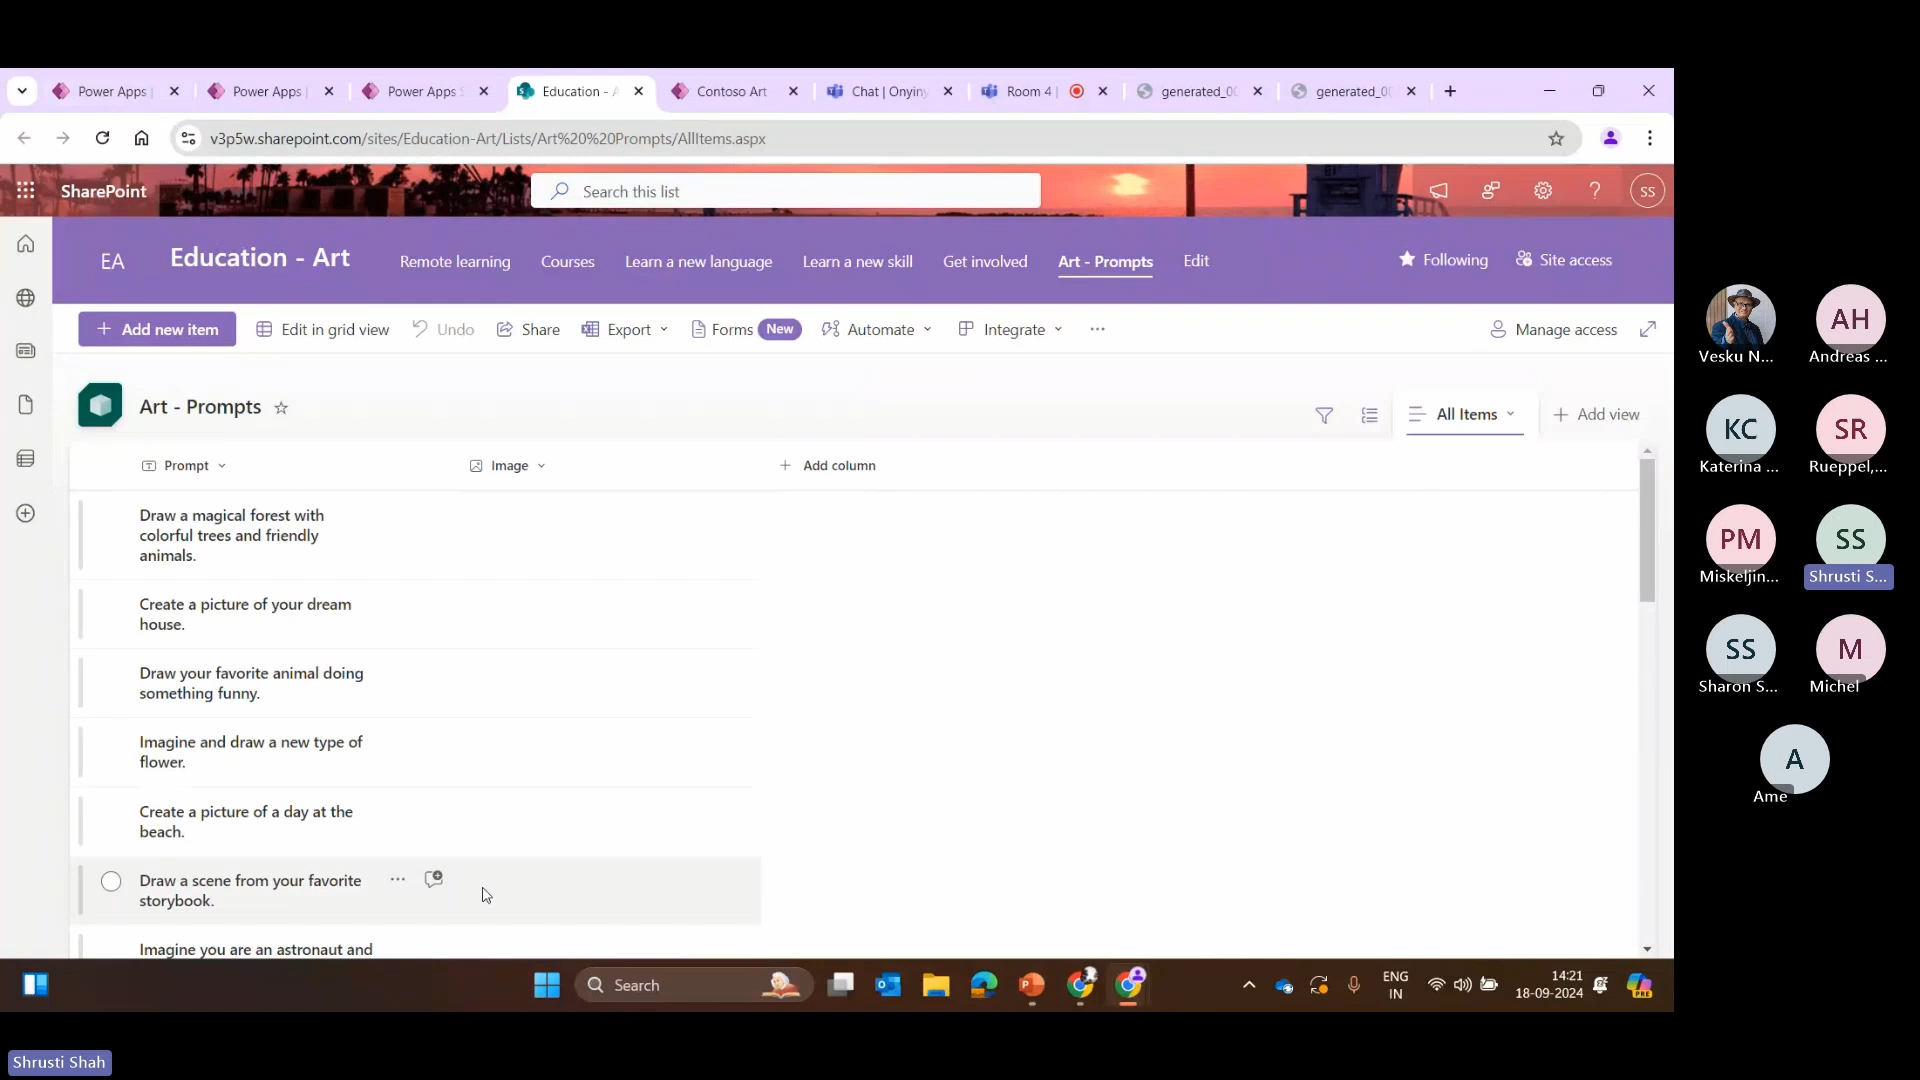 Power Apps |
Power Apps |
Power Apps S
Education - A
Contoso Art
Chat | Onyiny
Room 4 |
generated_00
generated_00
v3p5w.sharepoint.com/sites/Education-Art/Lists/Art%20%20Prompts/AllItems.aspx
SharePoint
Search this list
SS
EA
Education - Art
Remote learning
Courses
Learn a new language
Learn a new skill
Get involved
Art - Prompts
Edit
Following
Site access
Add new item
Edit in grid view
Undo
Share
Export
Forms
New
Automate
Integrate
Manage access
Art - Prompts
All Items
Add view
Prompt
Image
Add column
Draw a magical forest with
colorful trees and friendly
animals.
Create a picture of your dream
house.
Draw your favorite animal doing
something funny.
Imagine and draw a new type of
flower.
Create a picture of a day at the
beach.
Draw a scene from your favorite
storybook.
Imagine you are an astronaut and
Search
ENG
IN
14:21
18-09-2024
PRE
Vesku N...
AH
Andreas ...
KC
Katerina ...
SR
Rueppel,...
PM
Miskeljin...
SS
Shrusti S...
SS
Sharon S...
M
Michel
A
Ame
Shrusti Shah